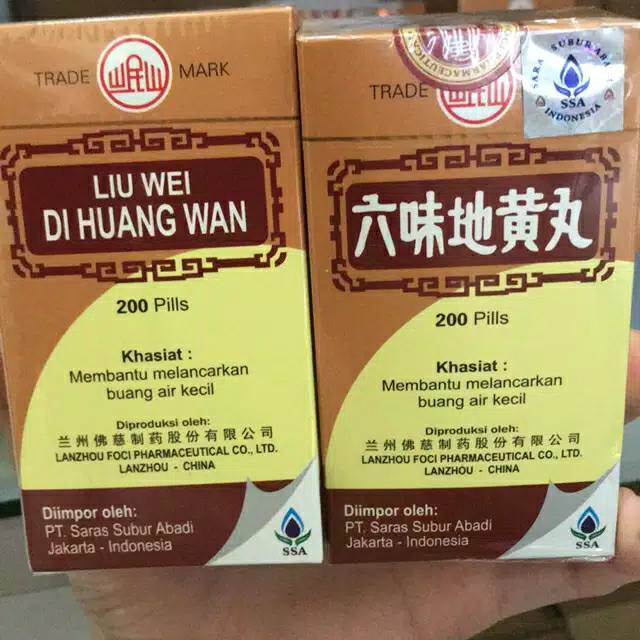 TRADE MARK
LIU WEI
DI HUANG WAN
200 Pills
Khasiat :
Membantu melancarkan
buang air kecil
Diproduksi oleh:
兰州佛慈制药股份有限公司
LANZHOU FOCI PHARMACEUTICAL CO., LTD.
LANZHOU - CHINA
Diimpor oleh:
PT. Saras Subur Abadi
Jakarta - Indonesia
SSA
TRADE
PHARMACEUTICAL
SUBUR ABADI
SSA
INDONESIA
六味地黄丸
200 Pills
Khasiat :
Membantu melancarkan
buang air kecil
Diproduksi oleh:
兰州佛慈制药股份有限公司
LANZHOU FOCI PHARMACEUTICAL CO., LTD.
LANZHOU - CHINA
Diimpor oleh:
PT. Saras Subur Abadi
Jakarta - Indonesia
SSA